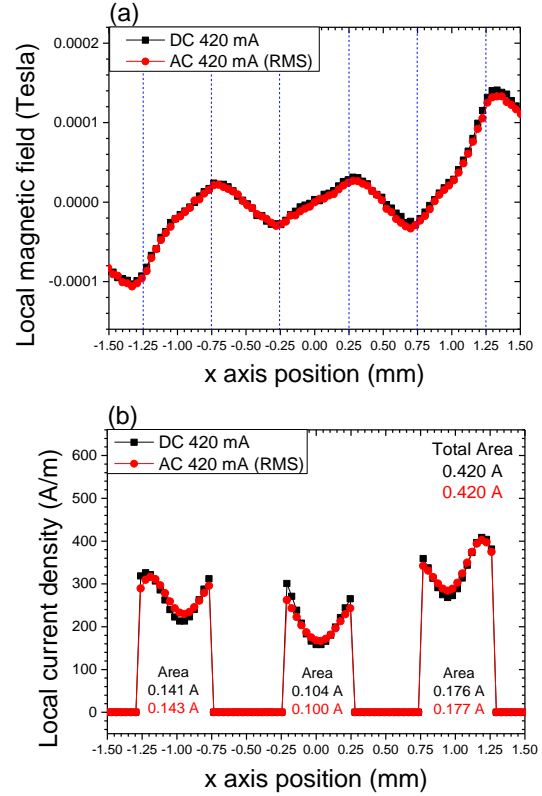 (a)
DC 420 mA
AC 420 mA (RMS)
Local magnetic field (Tesla)
0.0002
0.0001
0.0000
-0.0001
-1.50 -1.25 -1.00 -0.75 -0.50 -0.25 0.00 0.25 0.50 0.75 1.00 1.25 1.50
x axis position (mm)
(b)
DC 420 mA
AC 420 mA (RMS)
Total Area
0.420 A
0.420 A
Local current density (A/m)
600
500
400
300
200
100
0
Area
0.141 A
0.143 A
Area
0.104 A
0.100 A
Area
0.176 A
0.177 A
-1.50 -1.25 -1.00 -0.75 -0.50 -0.25 0.00 0.25 0.50 0.75 1.00 1.25 1.50
x axis position (mm)